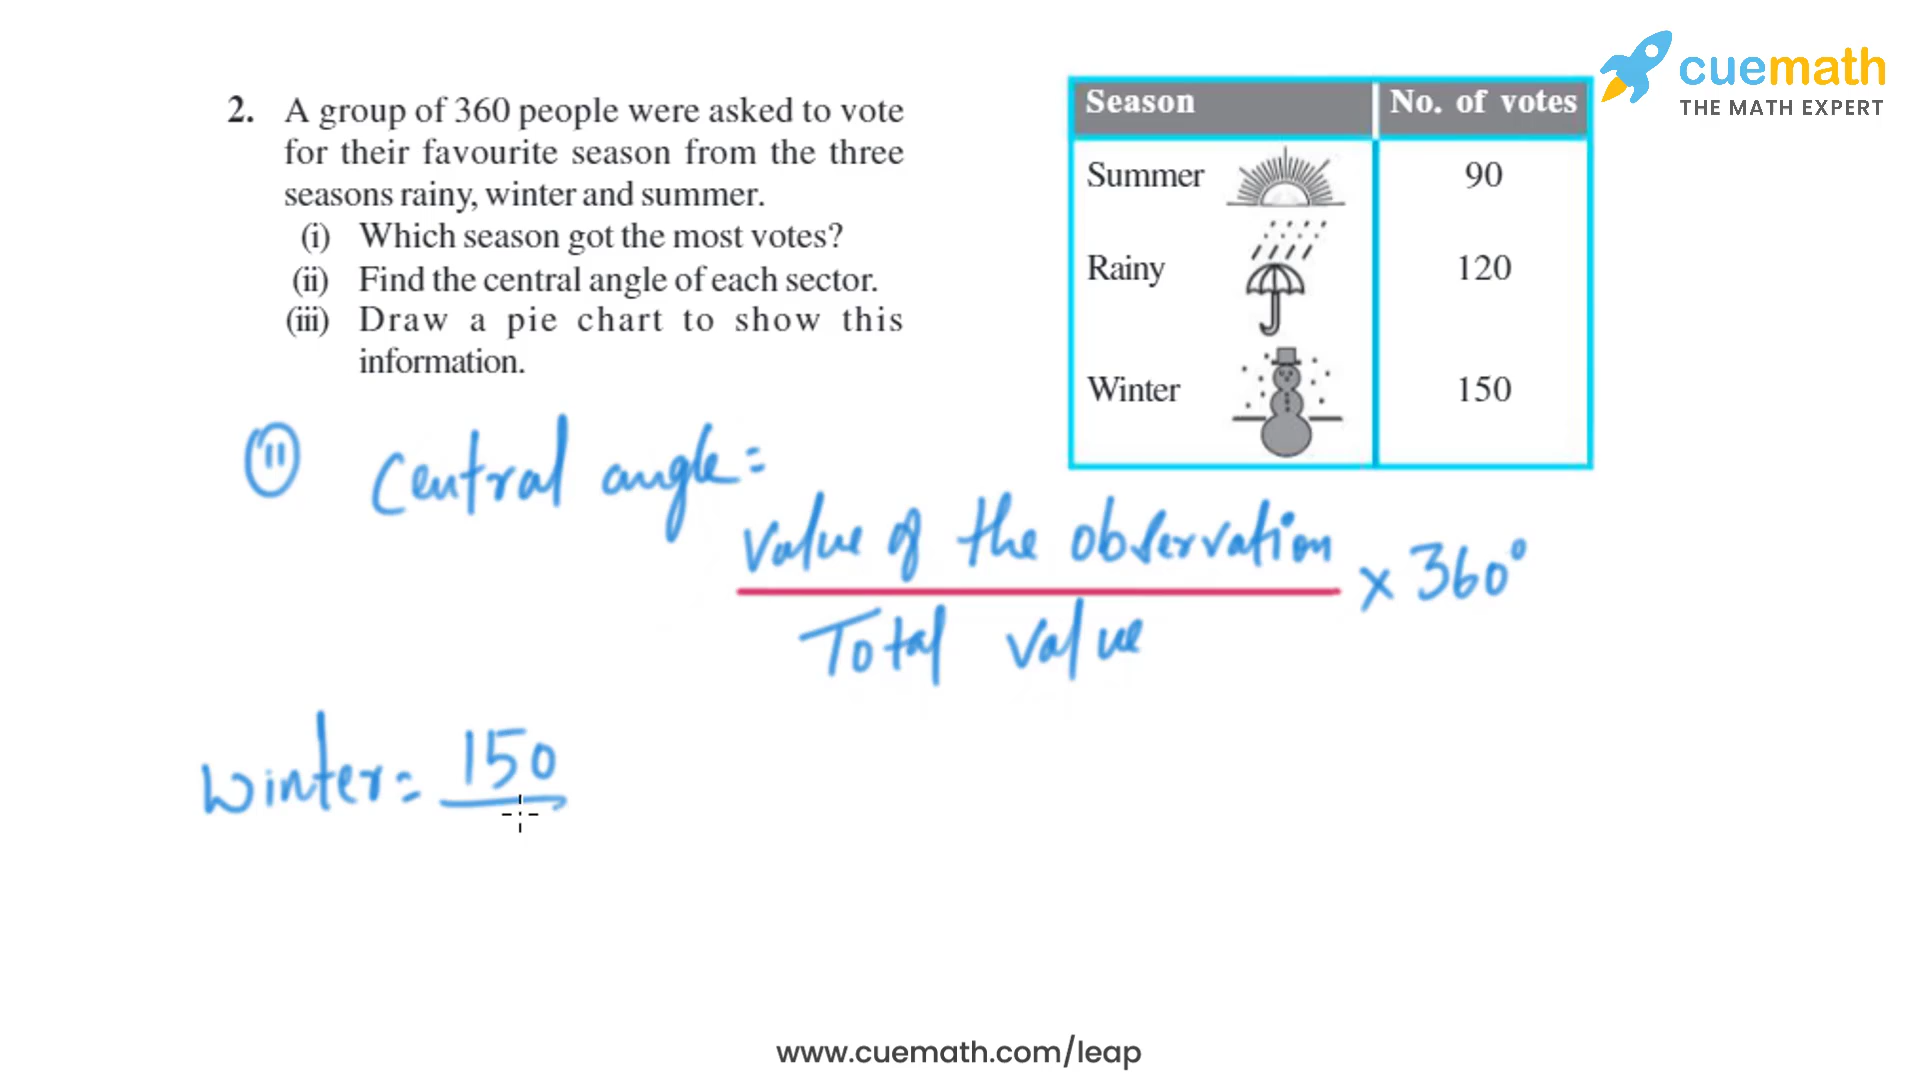 cuemath
THE MATH EXPERT
2. A group of 360 people were asked to vote
for their favourite season from the three
seasons rainy, winter and summer.
(i) Which season got the most votes?
(ii) Find the central angle of each sector.
(iii) Draw a pie chart to show this
information.
Season No. of votes
Summer 90
Rainy 120
Winter 150
(ii) Central angle =
Value of the observation
Total value
x 360°
Winter = 150
www.cuemath.com/leap